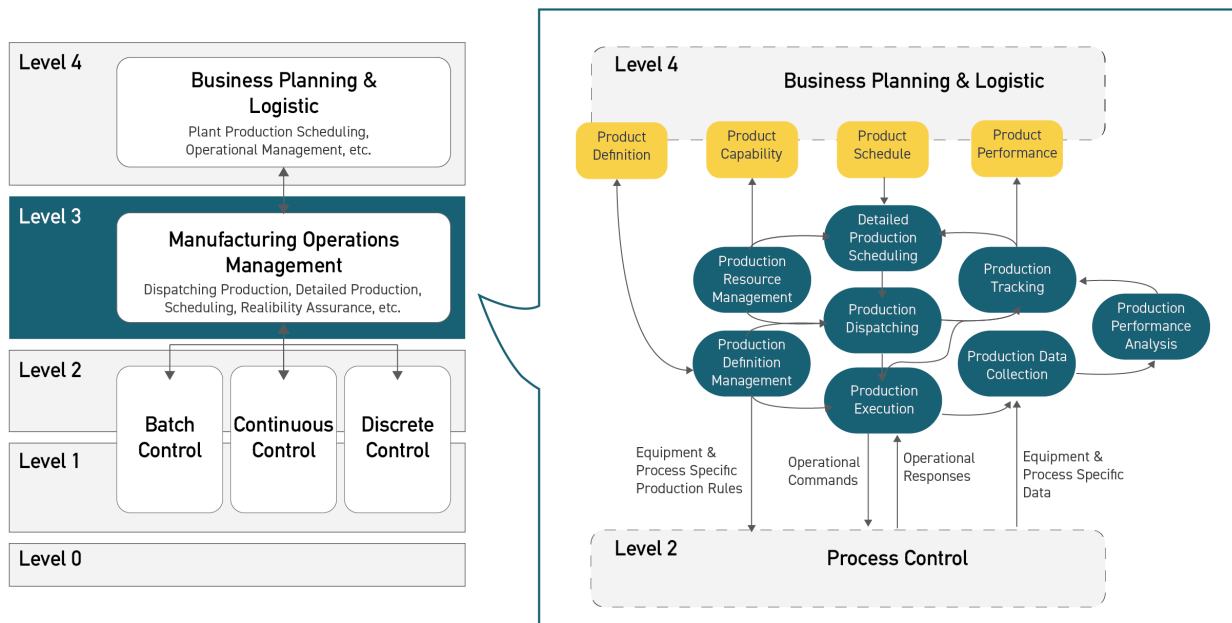 Level 4
Business Planning &
Logistic
Plant Production Scheduling,
Operational Management, etc.
Level 3
Manufacturing Operations
Management
Dispatching Production, Detailed Production,
Scheduling, Realibility Assurance, etc.
Level 2
Batch
Control
Continuous
Control
Discrete
Control
Level 1
Level 0
Level 4
Business Planning & Logistic
Product
Definition
Product
Capability
Product
Schedule
Product
Performance
Detailed
Production
Scheduling
Production
Resource
Management
Production
Tracking
Production
Dispatching
Production
Performance
Analysis
Production
Definition
Management
Production Data
Collection
Production
Execution
Equipment &
Process Specific
Production Rules
Operational
Commands
Operational
Responses
Equipment &
Process Specific
Data
Level 2
Process Control